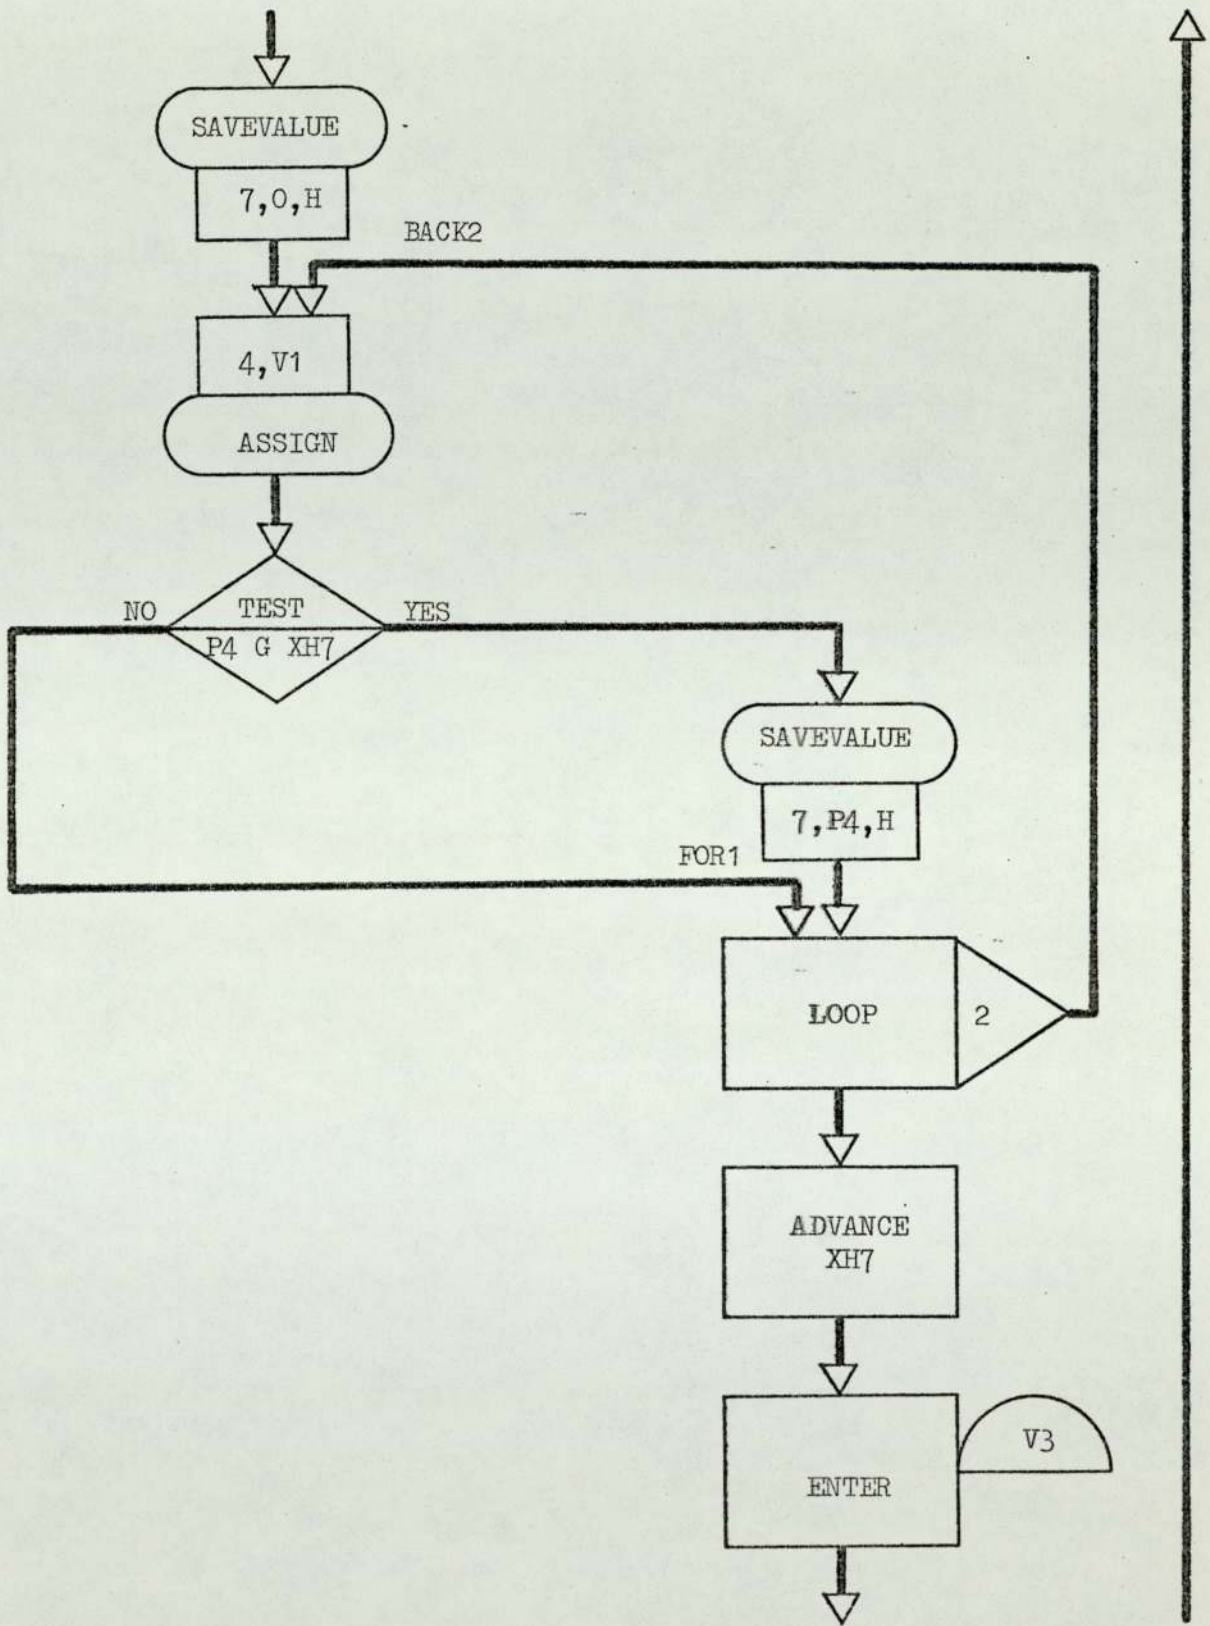 SAVEVALUE
7,0,H
BACK2
4,V1
ASSIGN
NO
TEST
YES
P4 G XH7
SAVEVALUE
7,P4,H
FOR1
LOOP
2
ADVANCE
XH7
V3
ENTER